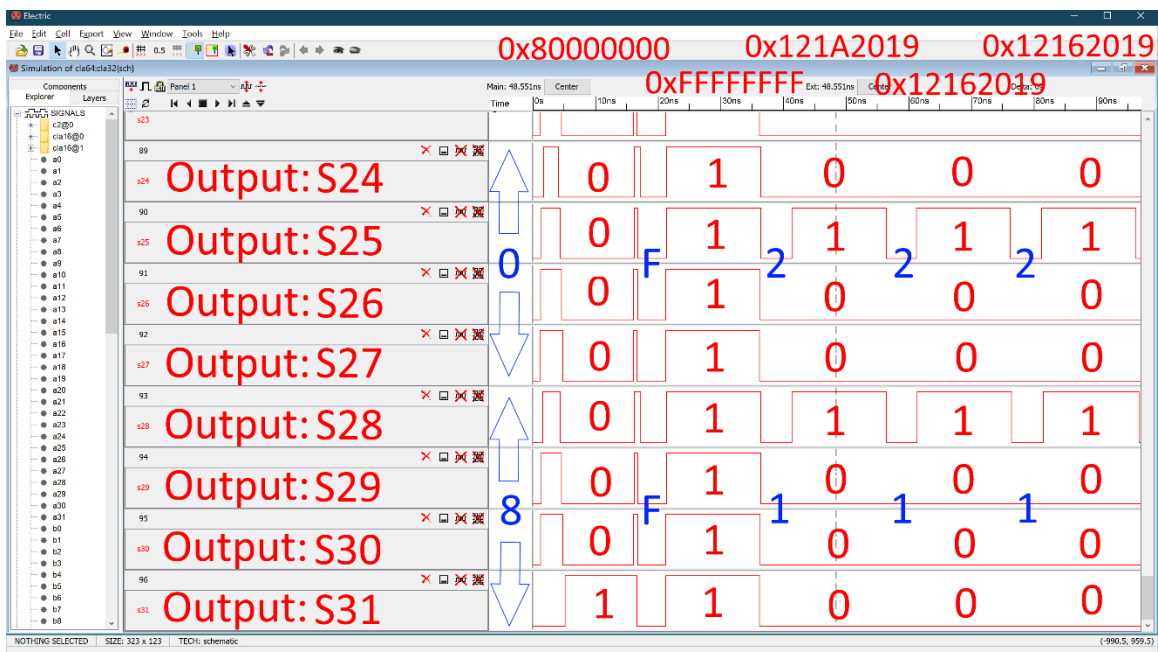 Electric
File Edit Cell Export View Window Tools Help
0.5
0x80000000 0x121A2019 0x12162019
Simulation of cla64:cla32{sch}
0xFFFFFFFF 0x12162019
Components
Explorer Layers
Panel 1
Main: 48.551ns Center Ext: 48.551ns
Time 0s 10ns 20ns 30ns 40ns 50ns 60ns 70ns 80ns 90ns
SIGNALS
c2@0
cla16@0
cla16@1
a0
a1
a2
a3
a4
a5
a6
a7
a8
a9
a10
a11
a12
a13
a14
a15
a16
a17
a18
a19
a20
a21
a22
a23
a24
a25
a26
a27
a28
a29
a30
a31
b0
b1
b2
b3
b4
b5
b6
b7
b8
s23
89
s24 Output: S24 0 1 0 0 0
90
s25 Output: S25 0 1 1 1 1
0 F 2 2 2
91
s26 Output: S26 0 1 0 0 0
92
s27 Output: S27 0 1 0 0 0
93
s28 Output: S28 0 1 1 1 1
94
s29 Output: S29 0 1 0 0 0
8 F 1 1 1
95
s30 Output: S30 0 1 0 0 0
96
s31 Output: S31 1 1 0 0 0
NOTHING SELECTED SIZE: 323 x 123 TECH: schematic (-990.5, 959.5)